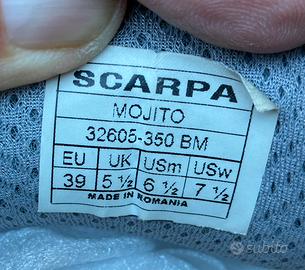 SCARPA
MOJITO
32605-350 BM
EU UK USm USw
39 5 ½ 6 ½ 7 ½
MADE IN ROMANIA
subito